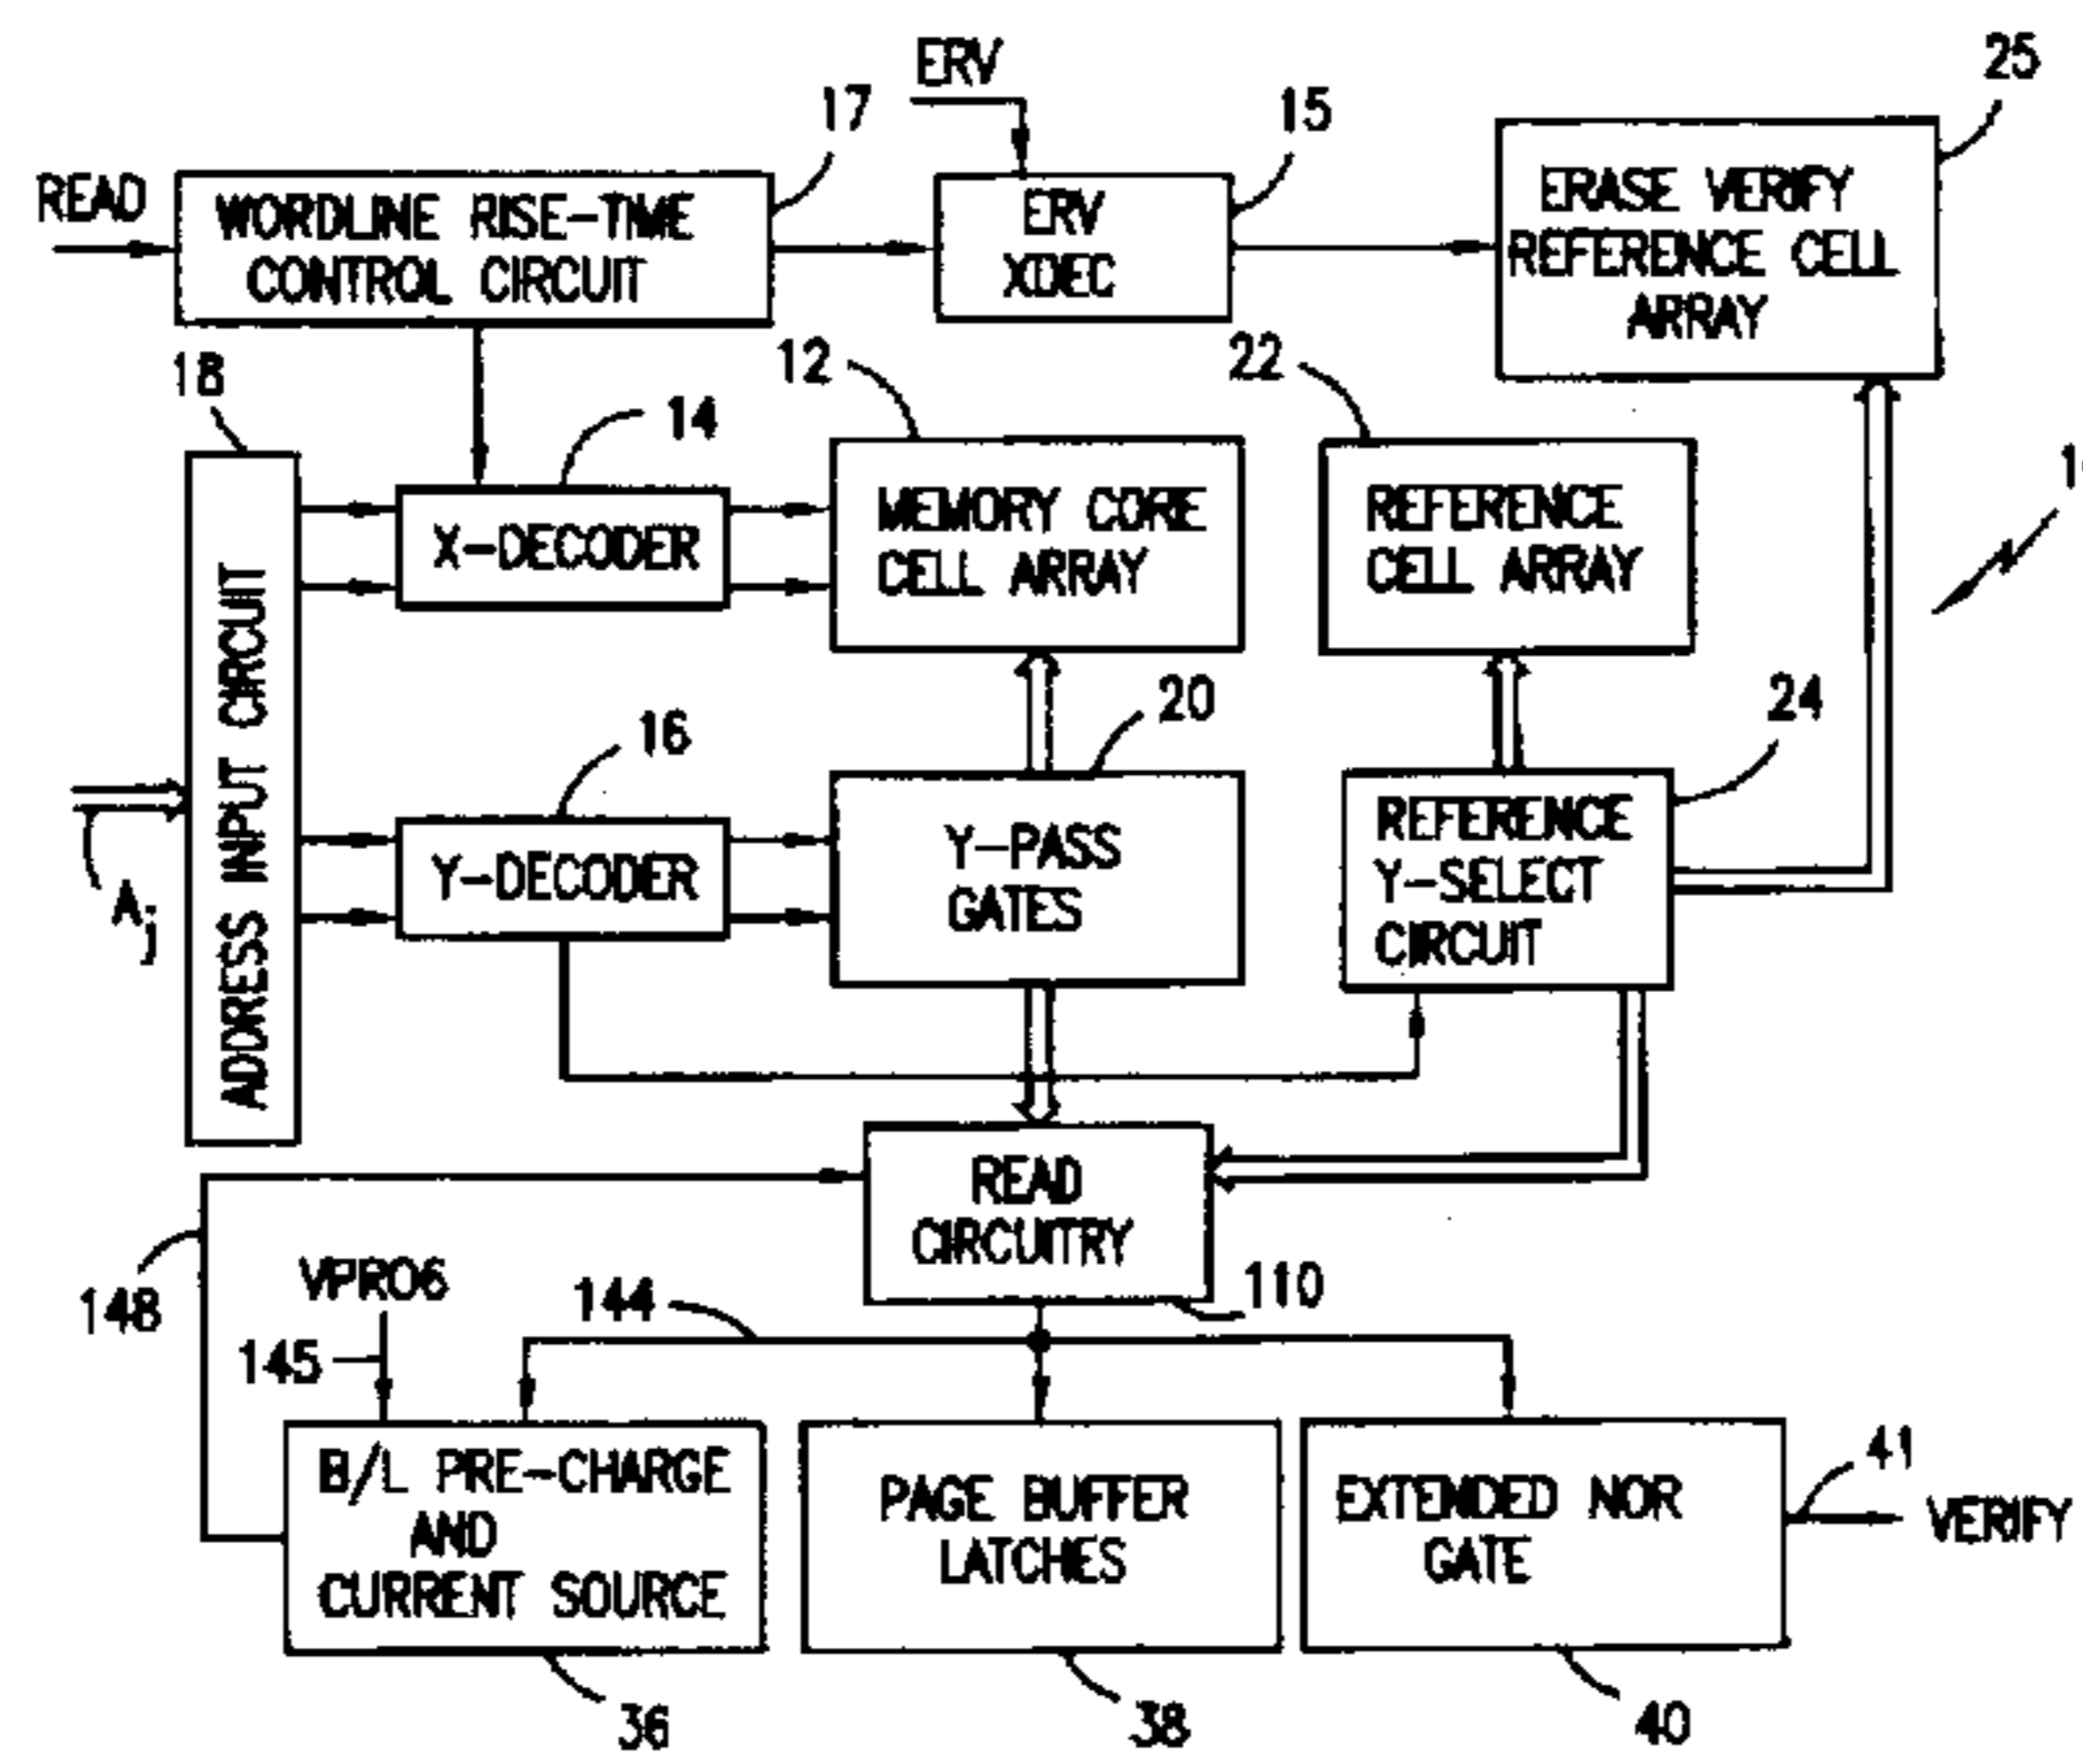 ERV
25
17
15
READ
WORDLINE RISE-TIME
CONTROL CIRCUIT
ERV
XDEC
ERASE VERIFY
REFERENCE CELL
ARRAY
18
14
12
22
X-DECODER
MEMORY CORE
CELL ARRAY
REFERENCE
CELL ARRAY
ADDRESS INPUT CIRCUIT
Aj
16
20
24
Y-DECODER
Y-PASS
GATES
REFERENCE
Y-SELECT
CIRCUIT
READ
CIRCUITRY
148
VPRO6
145
144
110
B/L PRE-CHARGE
AND
CURRENT SOURCE
PAGE BUFFER
LATCHES
EXTENDED NOR
GATE
41
VERIFY
36
38
40